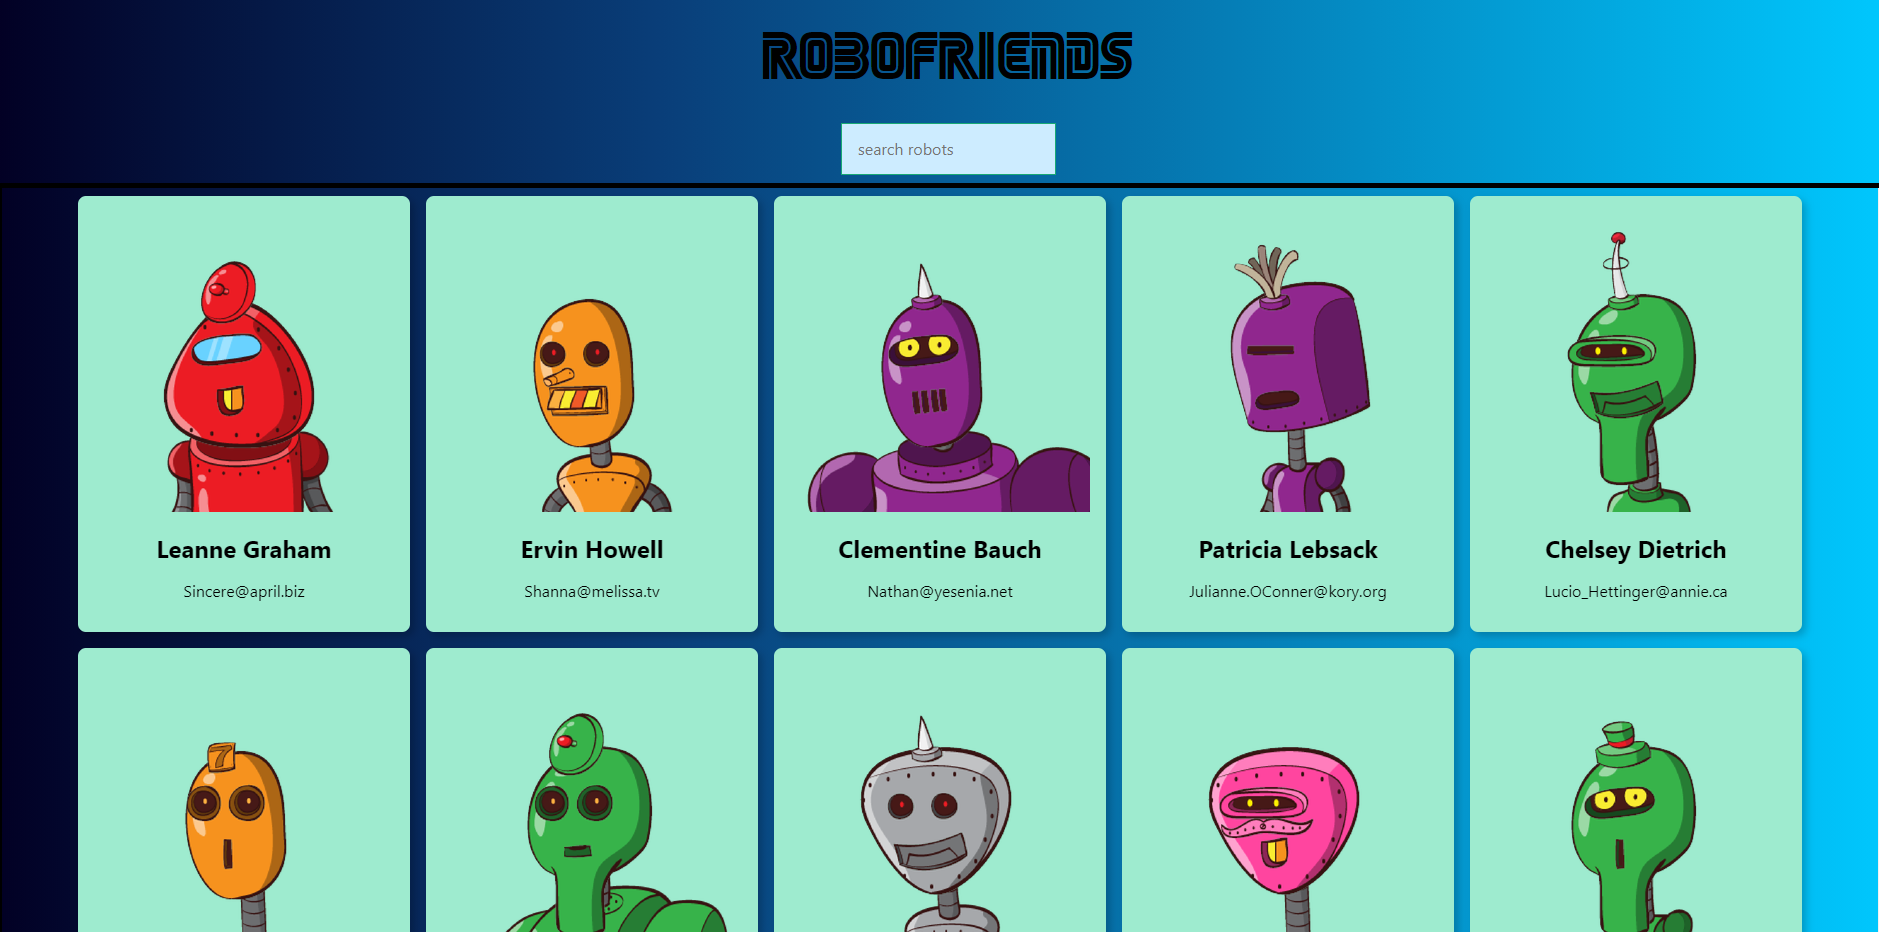 ROBOFRIENDS
search robots
Leanne Graham
Sincere@april.biz
Ervin Howell
Shanna@melissa.tv
Clementine Bauch
Nathan@yesenia.net
Patricia Lebsack
Julianne.OConner@kory.org
Chelsey Dietrich
Lucio_Hettinger@annie.ca
7